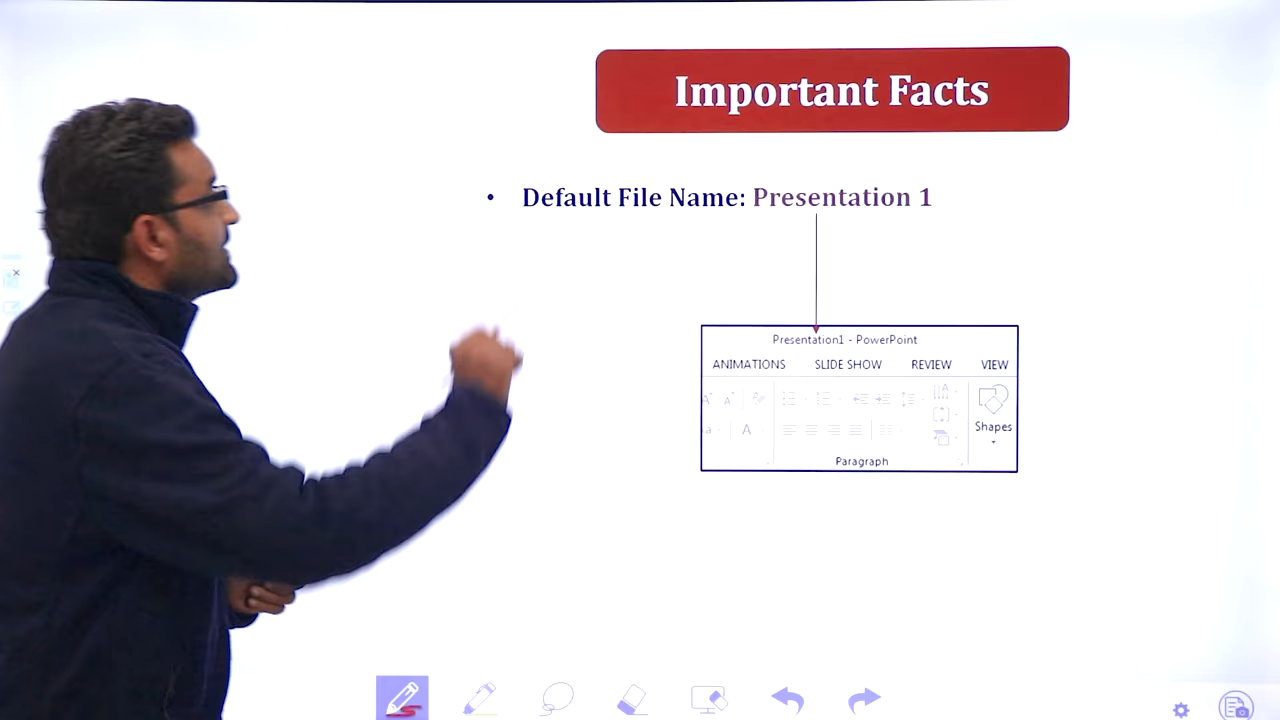 Important Facts
• Default File Name: Presentation 1
Presentation1 - PowerPoint
ANIMATIONS SLIDE SHOW REVIEW VIEW
A A
a A
Shapes
Paragraph